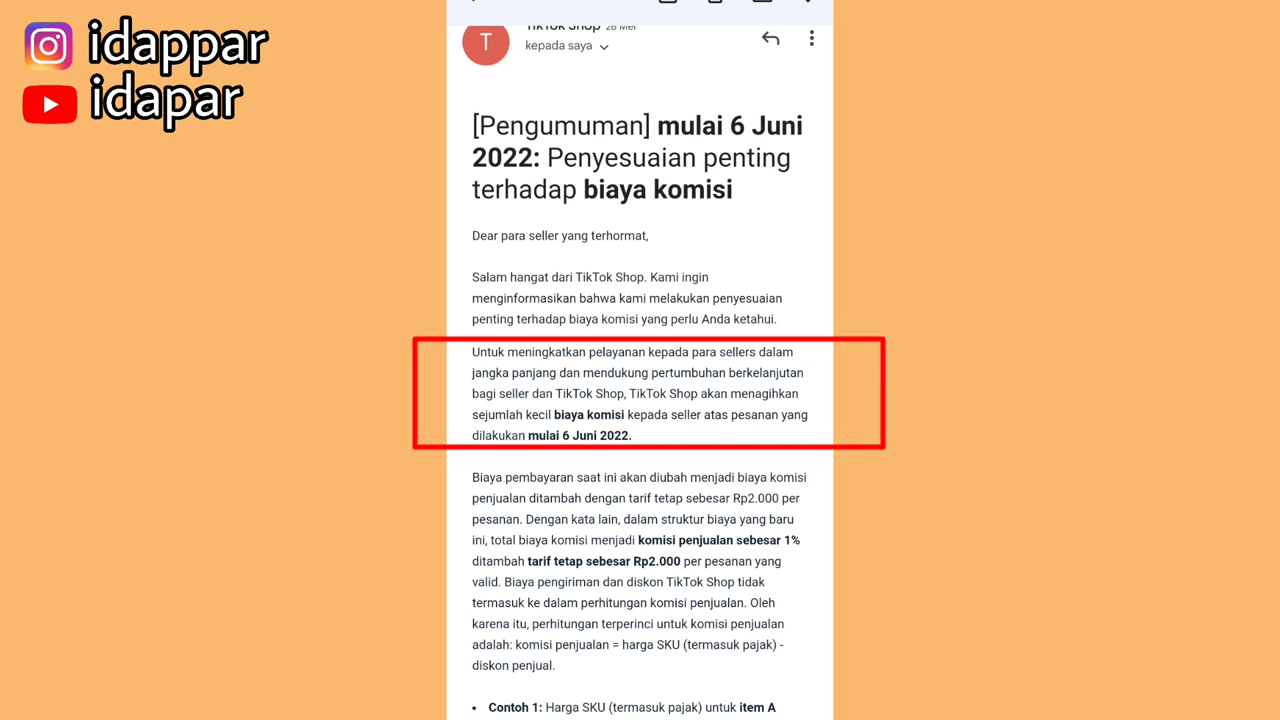 idappar
idapar
TikTok Shop 26 Mei
T
kepada saya
[Pengumuman] mulai 6 Juni
2022: Penyesuaian penting
terhadap biaya komisi
Dear para seller yang terhormat,
Salam hangat dari TikTok Shop. Kami ingin
menginformasikan bahwa kami melakukan penyesuaian
penting terhadap biaya komisi yang perlu Anda ketahui.
Untuk meningkatkan pelayanan kepada para sellers dalam
jangka panjang dan mendukung pertumbuhan berkelanjutan
bagi seller dan TikTok Shop, TikTok Shop akan menagihkan
sejumlah kecil biaya komisi kepada seller atas pesanan yang
dilakukan mulai 6 Juni 2022.
Biaya pembayaran saat ini akan diubah menjadi biaya komisi
penjualan ditambah dengan tarif tetap sebesar Rp2.000 per
pesanan. Dengan kata lain, dalam struktur biaya yang baru
ini, total biaya komisi menjadi komisi penjualan sebesar 1%
ditambah tarif tetap sebesar Rp2.000 per pesanan yang
valid. Biaya pengiriman dan diskon TikTok Shop tidak
termasuk ke dalam perhitungan komisi penjualan. Oleh
karena itu, perhitungan terperinci untuk komisi penjualan
adalah: komisi penjualan = harga SKU (termasuk pajak) -
diskon penjual.
• Contoh 1: Harga SKU (termasuk pajak) untuk item A